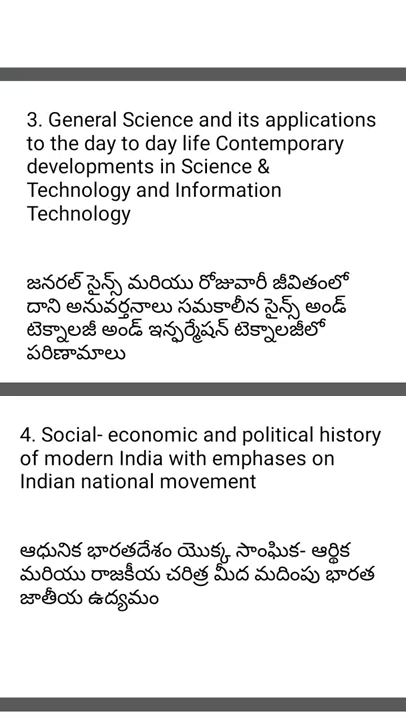 3. General Science and its applications
to the day to day life Contemporary
developments in Science &
Technology and Information
Technology
జనరల్ సైన్స్ మరియు రోజువారీ జీవితంలో
దాని అనువర్తనాలు సమకాలీన సైన్స్ అండ్
టెక్నాలజీ అండ్ ఇన్ఫర్మేషన్ టెక్నాలజీలో
పరిణామాలు
4. Social- economic and political history
of modern India with emphases on
Indian national movement
ఆధునిక భారతదేశం యొక్క సాంఘిక- ఆర్థిక
మరియు రాజకీయ చరిత్ర మీద మదింపు భారత
జాతీయ ఉద్యమం